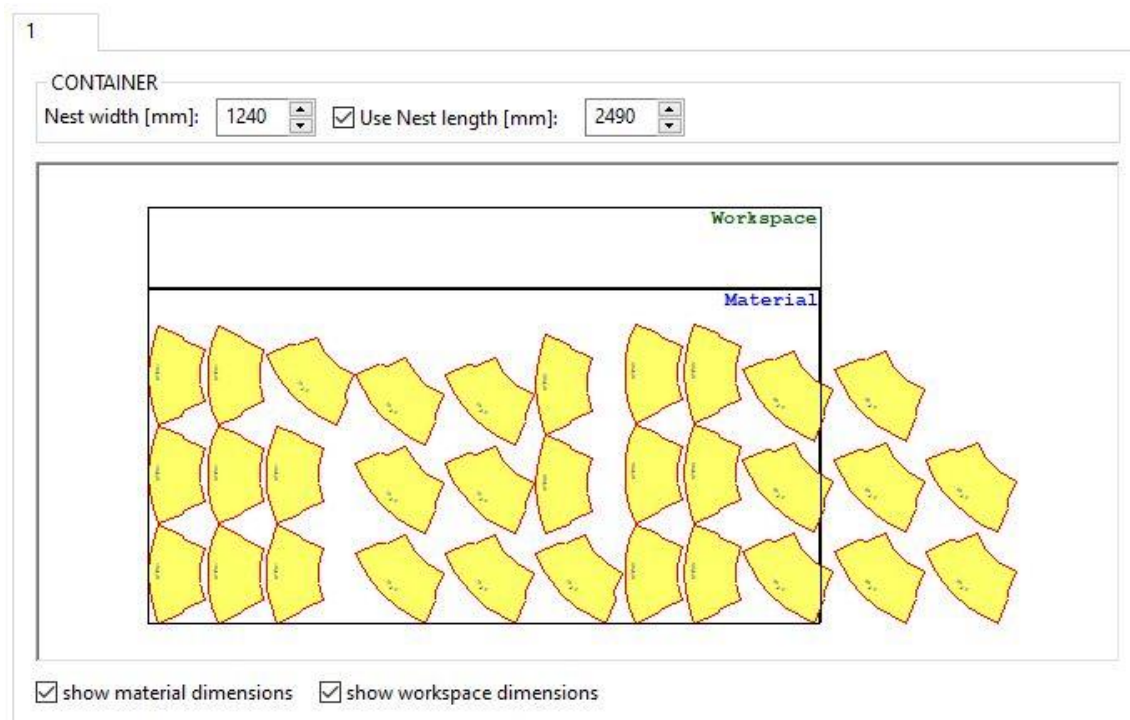 1
CONTAINER
Nest width [mm]: 1240 Use Nest length [mm]: 2490
Workspace
Material
show material dimensions show workspace dimensions